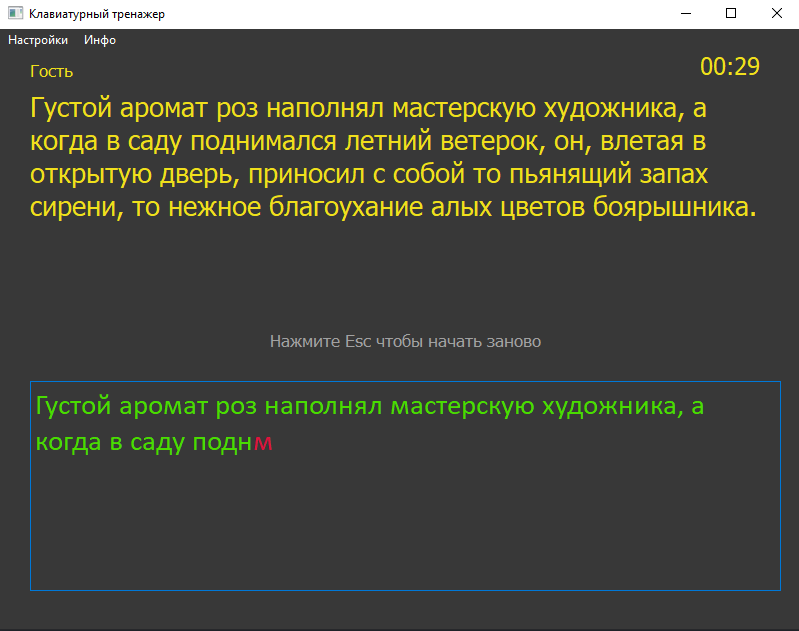 Клавиатурный тренажер
Настройки Инфо
Гость 00:29
Густой аромат роз наполнял мастерскую художника, а
когда в саду поднимался летний ветерок, он, влетая в
открытую дверь, приносил с собой то пьянящий запах
сирени, то нежное благоухание алых цветов боярышника.
Нажмите Esc чтобы начать заново
Густой аромат роз наполнял мастерскую художника, а
когда в саду поднм